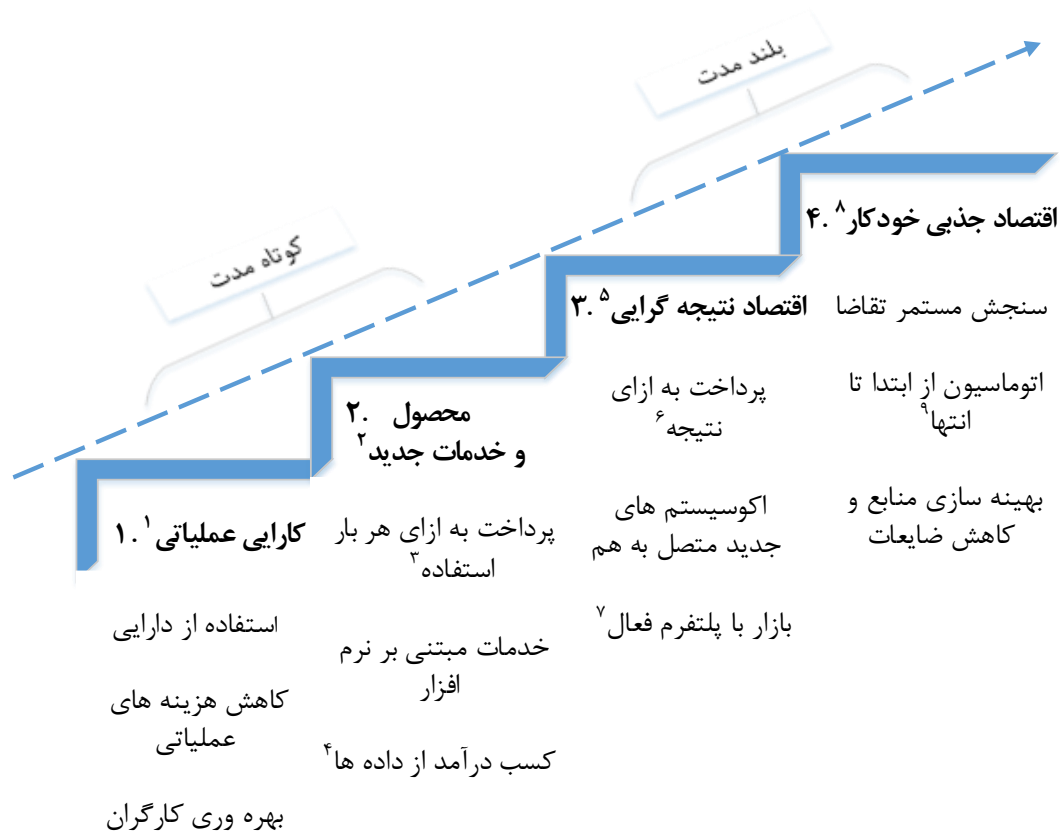 بلند مدت
کوتاه مدت
۱. کارایی عملیاتی۱
استفاده از دارایی
کاهش هزینه های
عملیاتی
بهره وری کارگران
۲. محصول
و خدمات جدید۲
پرداخت به ازای هر بار
استفاده۳
خدمات مبتنی بر نرم
افزار
کسب درآمد از داده ها۴
۳. اقتصاد نتیجه گرایی۵
پرداخت به ازای
نتیجه۶
اکوسیستم های
جدید متصل به هم
بازار با پلتفرم فعال۷
۴. اقتصاد جذبی خودکار۸
سنجش مستمر تقاضا
اتوماسیون از ابتدا تا
انتها۹
بهینه سازی منابع و
کاهش ضایعات